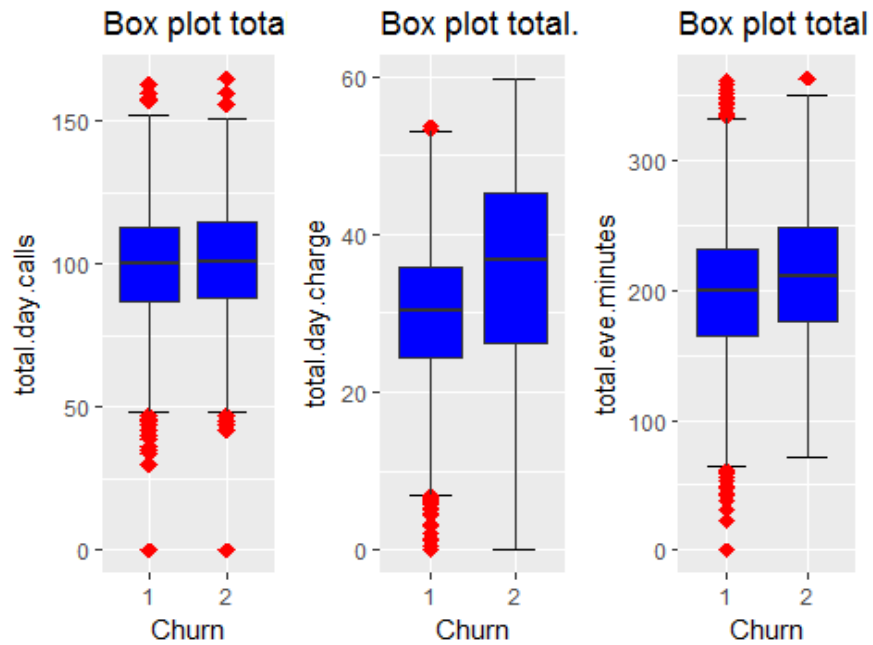 Box plot tota
total.day.calls
150
100
50
0
1 2
Churn
Box plot total.
total.day.charge
60
40
20
0
1 2
Churn
Box plot total
total.eve.minutes
300
200
100
0
1 2
Churn